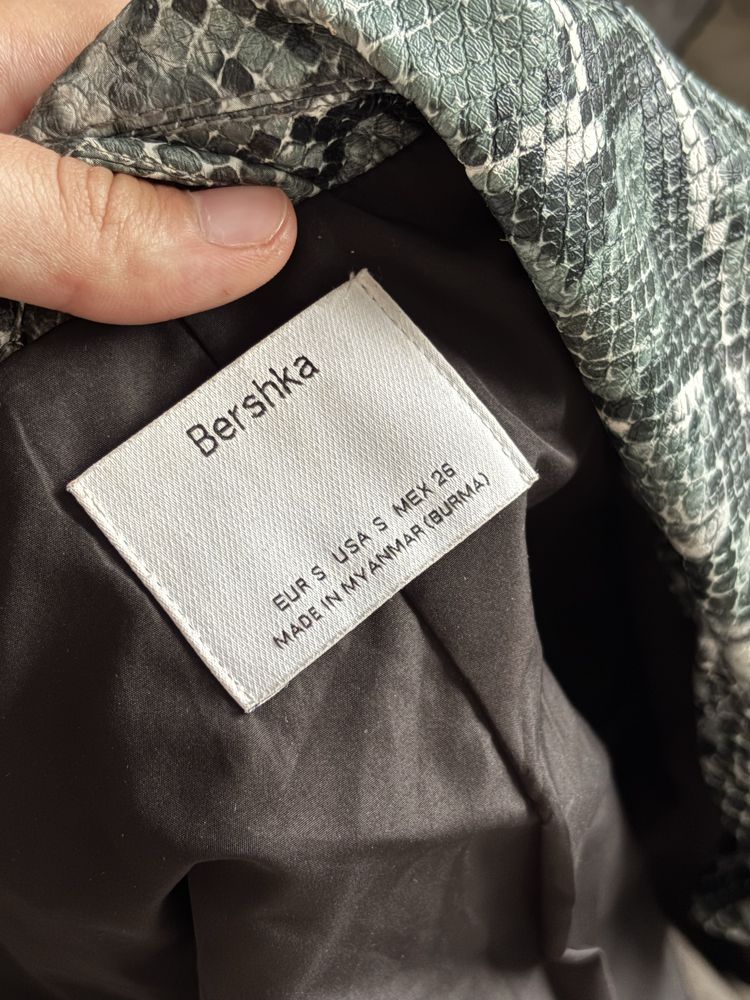 Bershka
EUR S USA S MEX 26
MADE IN MYANMAR (BURMA)